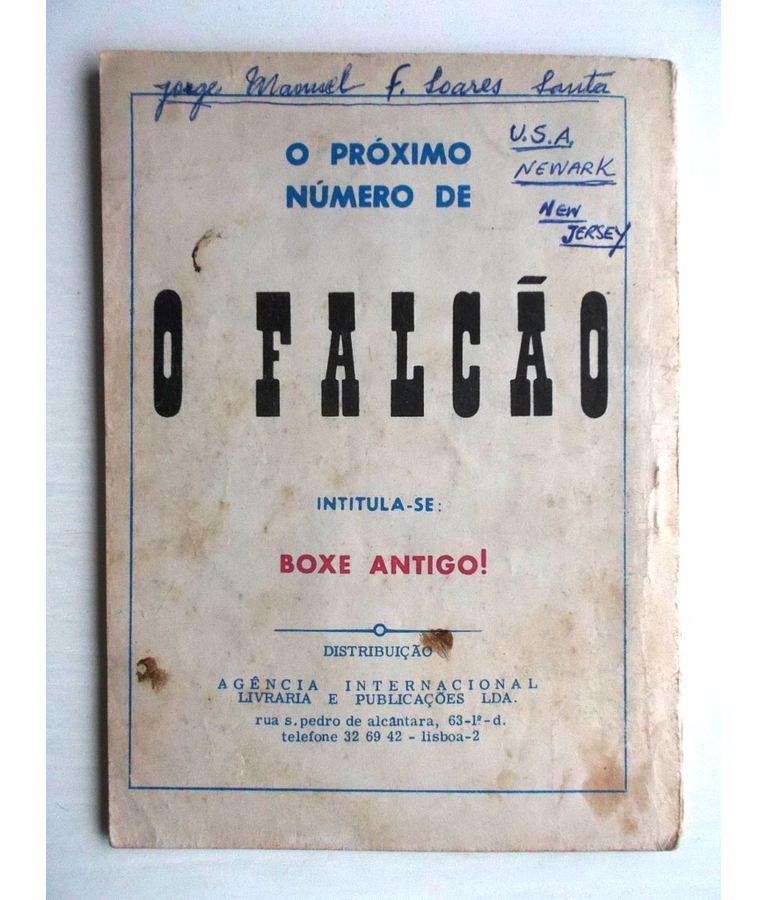 Jorge Manuel F. Soares Santa
U.S.A.
NEWARK
NEW
JERSEY
O PRÓXIMO
NÚMERO DE
O FALCÃO
INTITULA-SE:
BOXE ANTIGO!
DISTRIBUIÇÃO
AGÊNCIA INTERNACIONAL
LIVRARIA E PUBLICAÇÕES LDA.
rua s. pedro de alcântara, 63-1º-d.
telefone 32 69 42 - lisboa-2